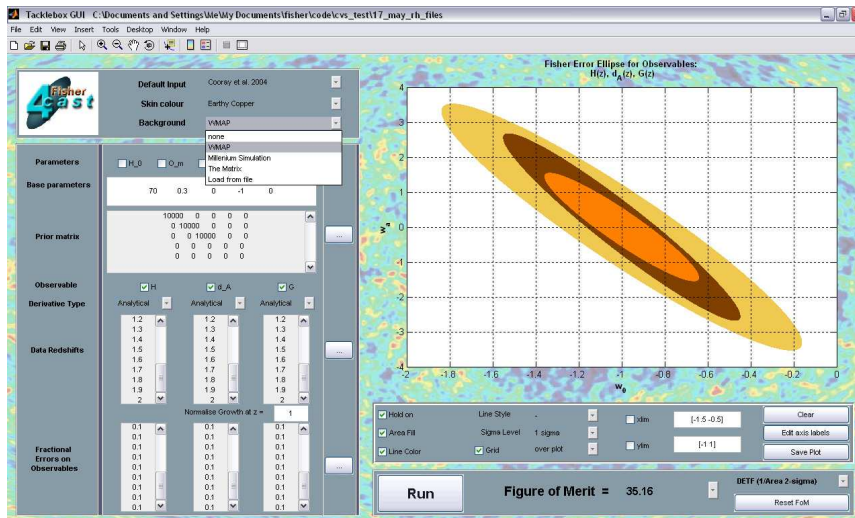 Tacklebox GUI C:\Documents and Settings\Me\My Documents\fisher\code\cvs_test\17_may_rh_files
File Edit View Insert Tools Desktop Window Help
Fisher
4cast
Default Input Cooray et al. 2004
Skin colour Earthy Copper
Background WMAP
none
WMAP
Millenium Simulation
The Matrix
Load from file
Parameters H_0 O_m
Base parameters 70 0.3 0 -1 0
Prior matrix
10000 0 0 0 0
0 10000 0 0 0
0 0 10000 0 0
0 0 0 0 0
0 0 0 0 0
...
Observable H d_A G
Derivative Type Analytical Analytical Analytical
Data Redshifts
1.2 1.2 1.2
1.3 1.3 1.3
1.4 1.4 1.4
1.5 1.5 1.5
1.6 1.6 1.6
1.7 1.7 1.7
1.8 1.8 1.8
1.9 1.9 1.9
2 2 2
...
Normalise Growth at z = 1
Fractional
Errors on
Observables
0.1 0.1 0.1
0.1 0.1 0.1
0.1 0.1 0.1
0.1 0.1 0.1
0.1 0.1 0.1
0.1 0.1 0.1
0.1 0.1 0.1
0.1 0.1 0.1
0.1 0.1 0.1
...
Fisher Error Ellipse for Observables:
H(z), d_A(z), G(z)
4
3
2
1
0
-1
-2
-3
-4
w_a
-2 -1.8 -1.6 -1.4 -1.2 -1 -0.8 -0.6 -0.4 -0.2 0
w_0
Hold on Line Style - xlim [-1.5 -0.5] Clear
Area Fill Sigma Level 1 sigma Edit axis labels
Line Color Grid over plot ylim [-1 1] Save Plot
Run Figure of Merit = 35.16
DETF (1/Area 2-sigma)
Reset FoM